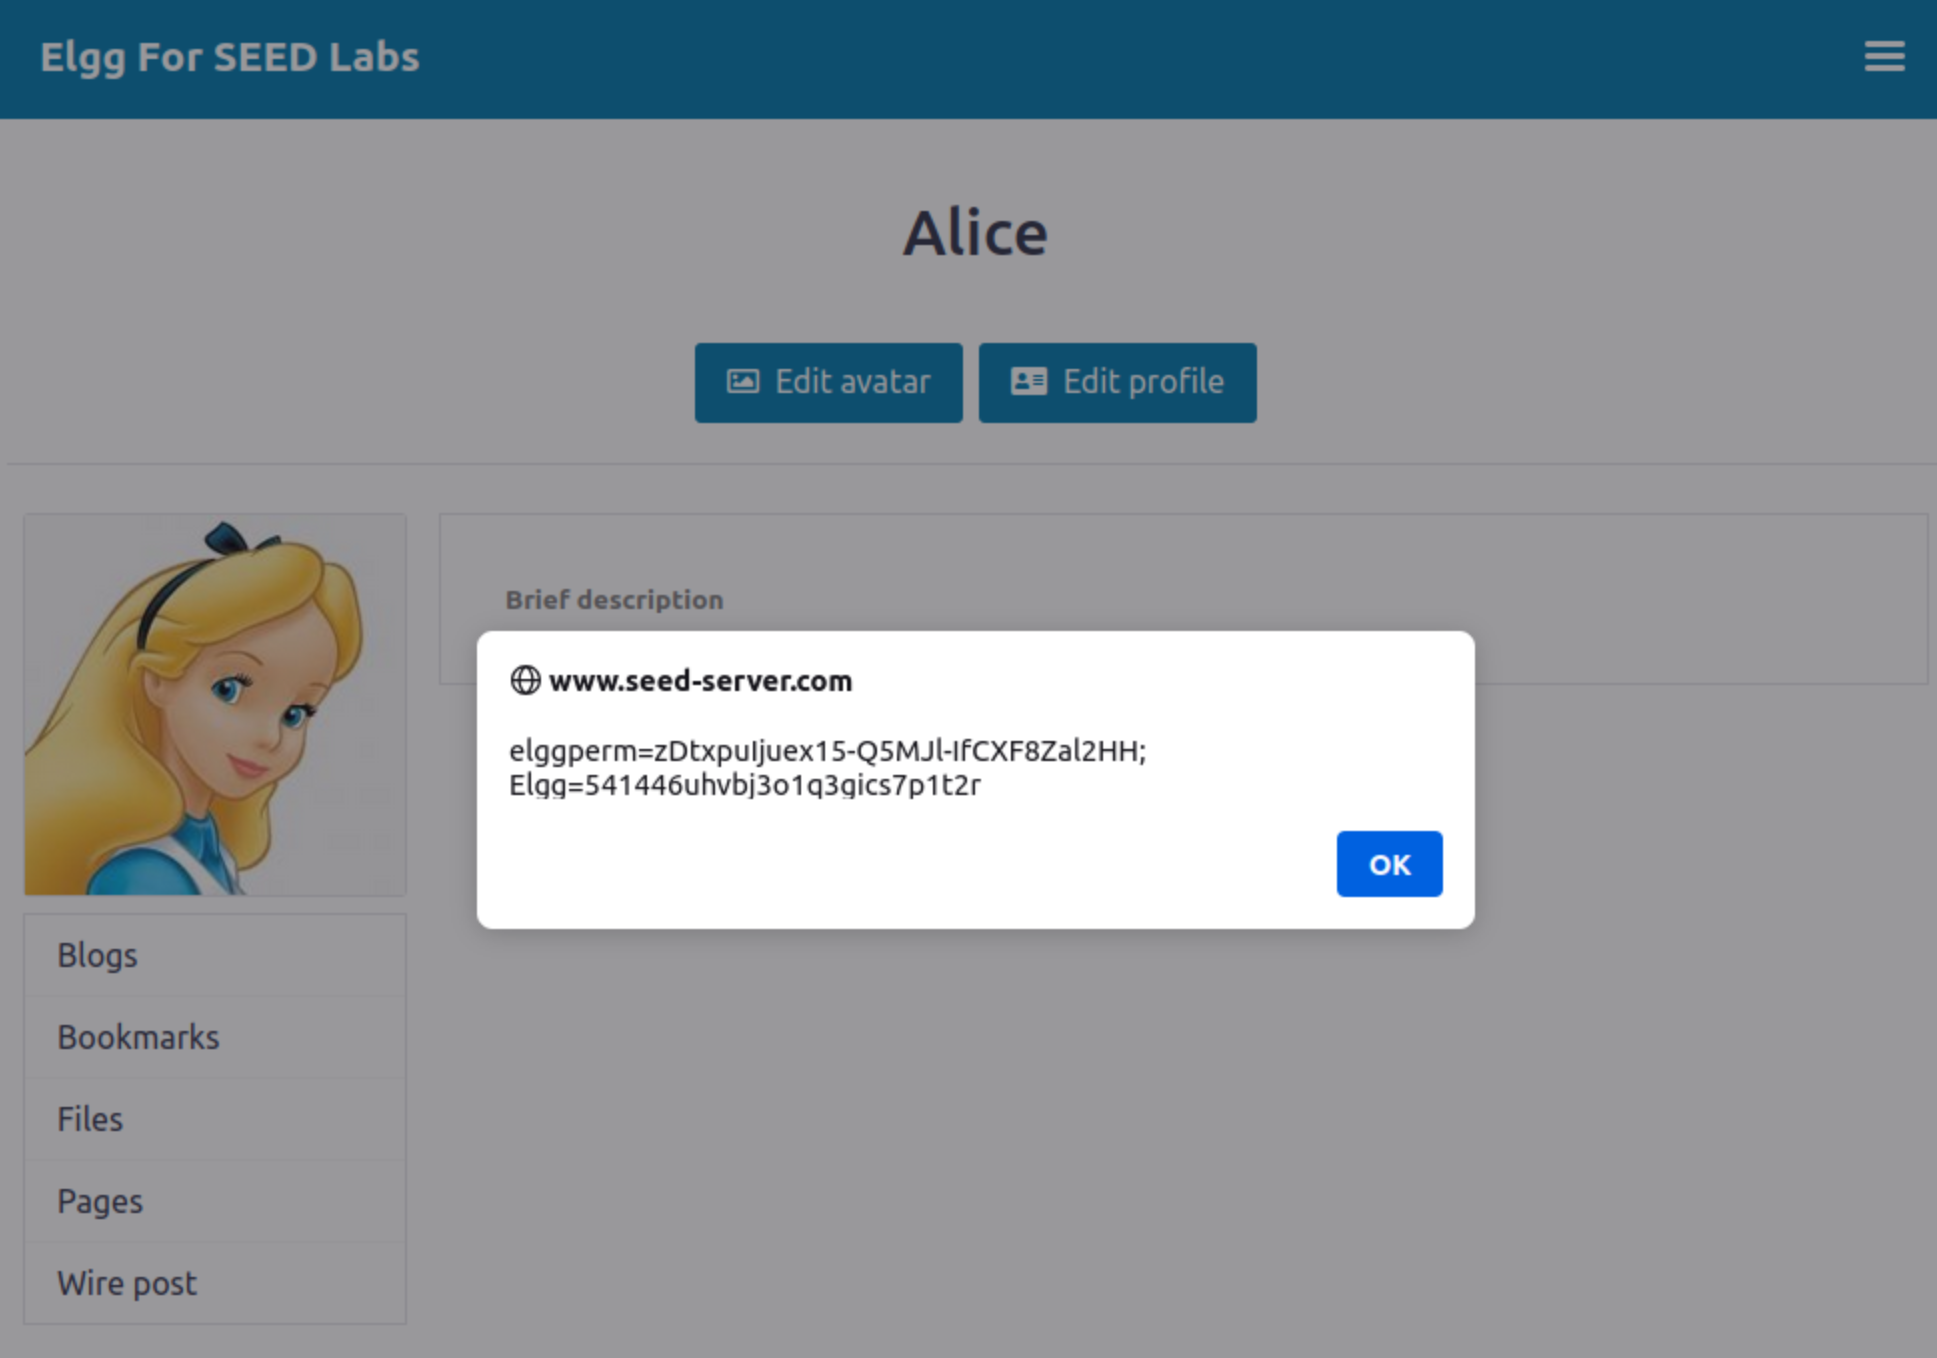 Elgg For SEED Labs
Alice
Edit avatar
Edit profile
Brief description
www.seed-server.com
elggperm=zDtxpuIjuex15-Q5MJl-IfCXF8Zal2HH;
Elgg=541446uhvbj3o1q3gics7p1t2r
OK
Blogs
Bookmarks
Files
Pages
Wire post